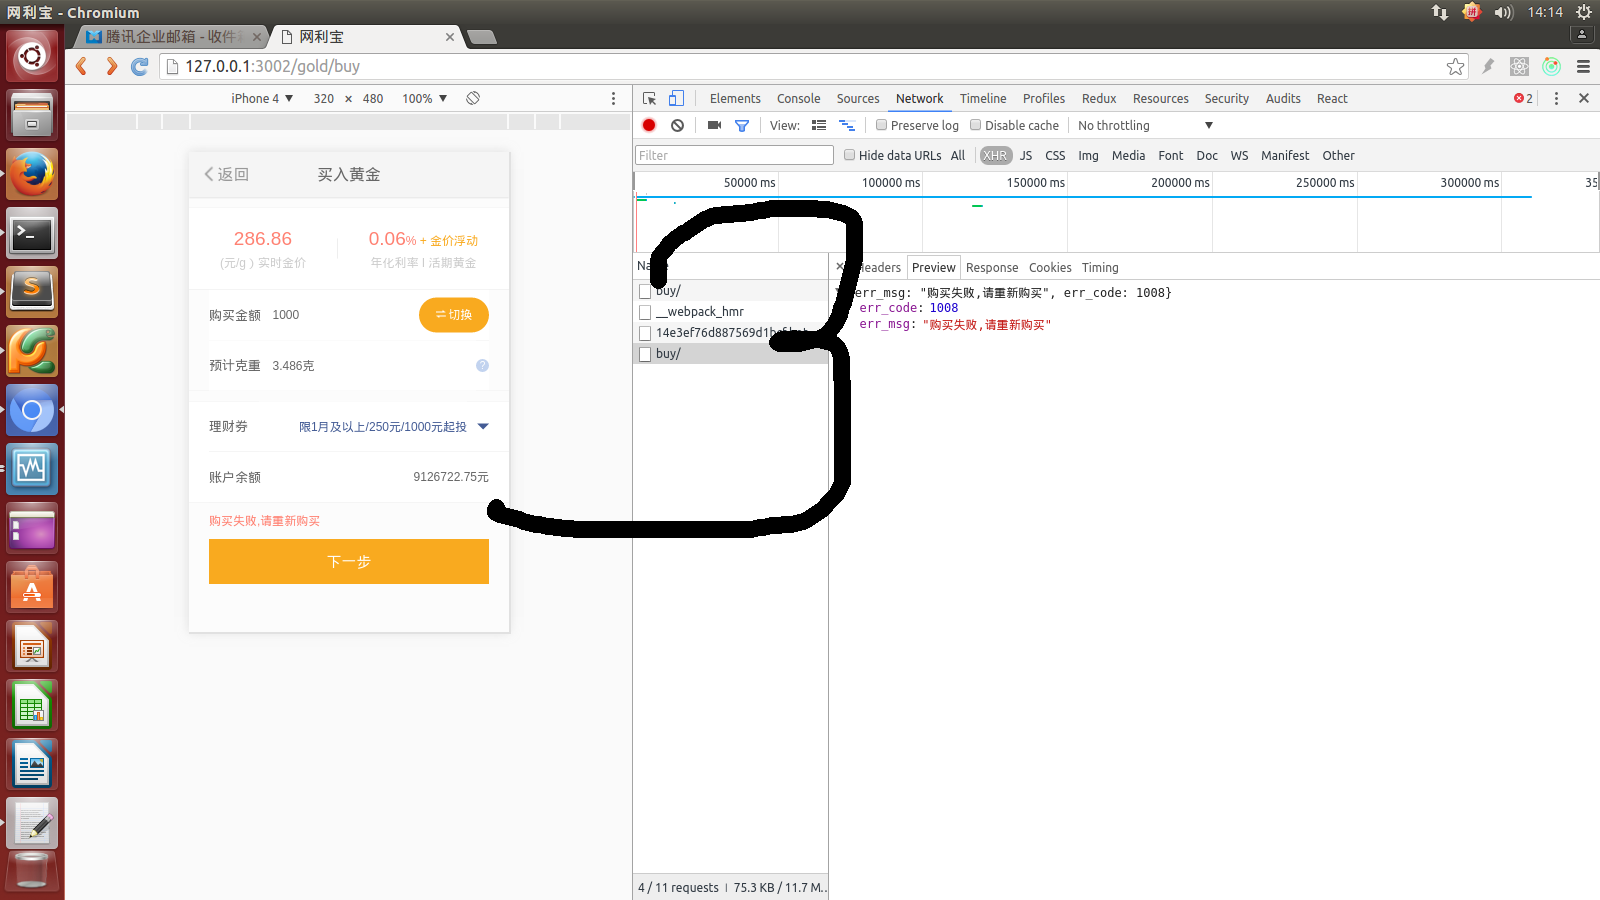 网利宝 - Chromium
14:14
腾讯企业邮箱 - 收件
网利宝
127.0.0.1:3002/gold/buy
iPhone 4 ▼ 320 × 480 100% ▼
Elements Console Sources Network Timeline Profiles Redux Resources Security Audits React 2
View: Preserve log Disable cache No throttling ▼
Filter Hide data URLs All XHR JS CSS Img Media Font Doc WS Manifest Other
50000 ms 100000 ms 150000 ms 200000 ms 250000 ms 300000 ms 35
返回 买入黄金
286.86 0.06% + 金价浮动
(元/g) 实时金价 年化利率 | 活期黄金
购买金额 1000 切换
预计克重 3.486克 ?
理财券 限1月及以上/250元/1000元起投
账户余额 9126722.75元
购买失败,请重新购买
下一步
× Headers Preview Response Cookies Timing
buy/
__webpack_hmr
buy/
err_msg: "购买失败,请重新购买", err_code: 1008}
err_code: 1008
err_msg: "购买失败,请重新购买"
4 / 11 requests | 75.3 KB / 11.7 M...